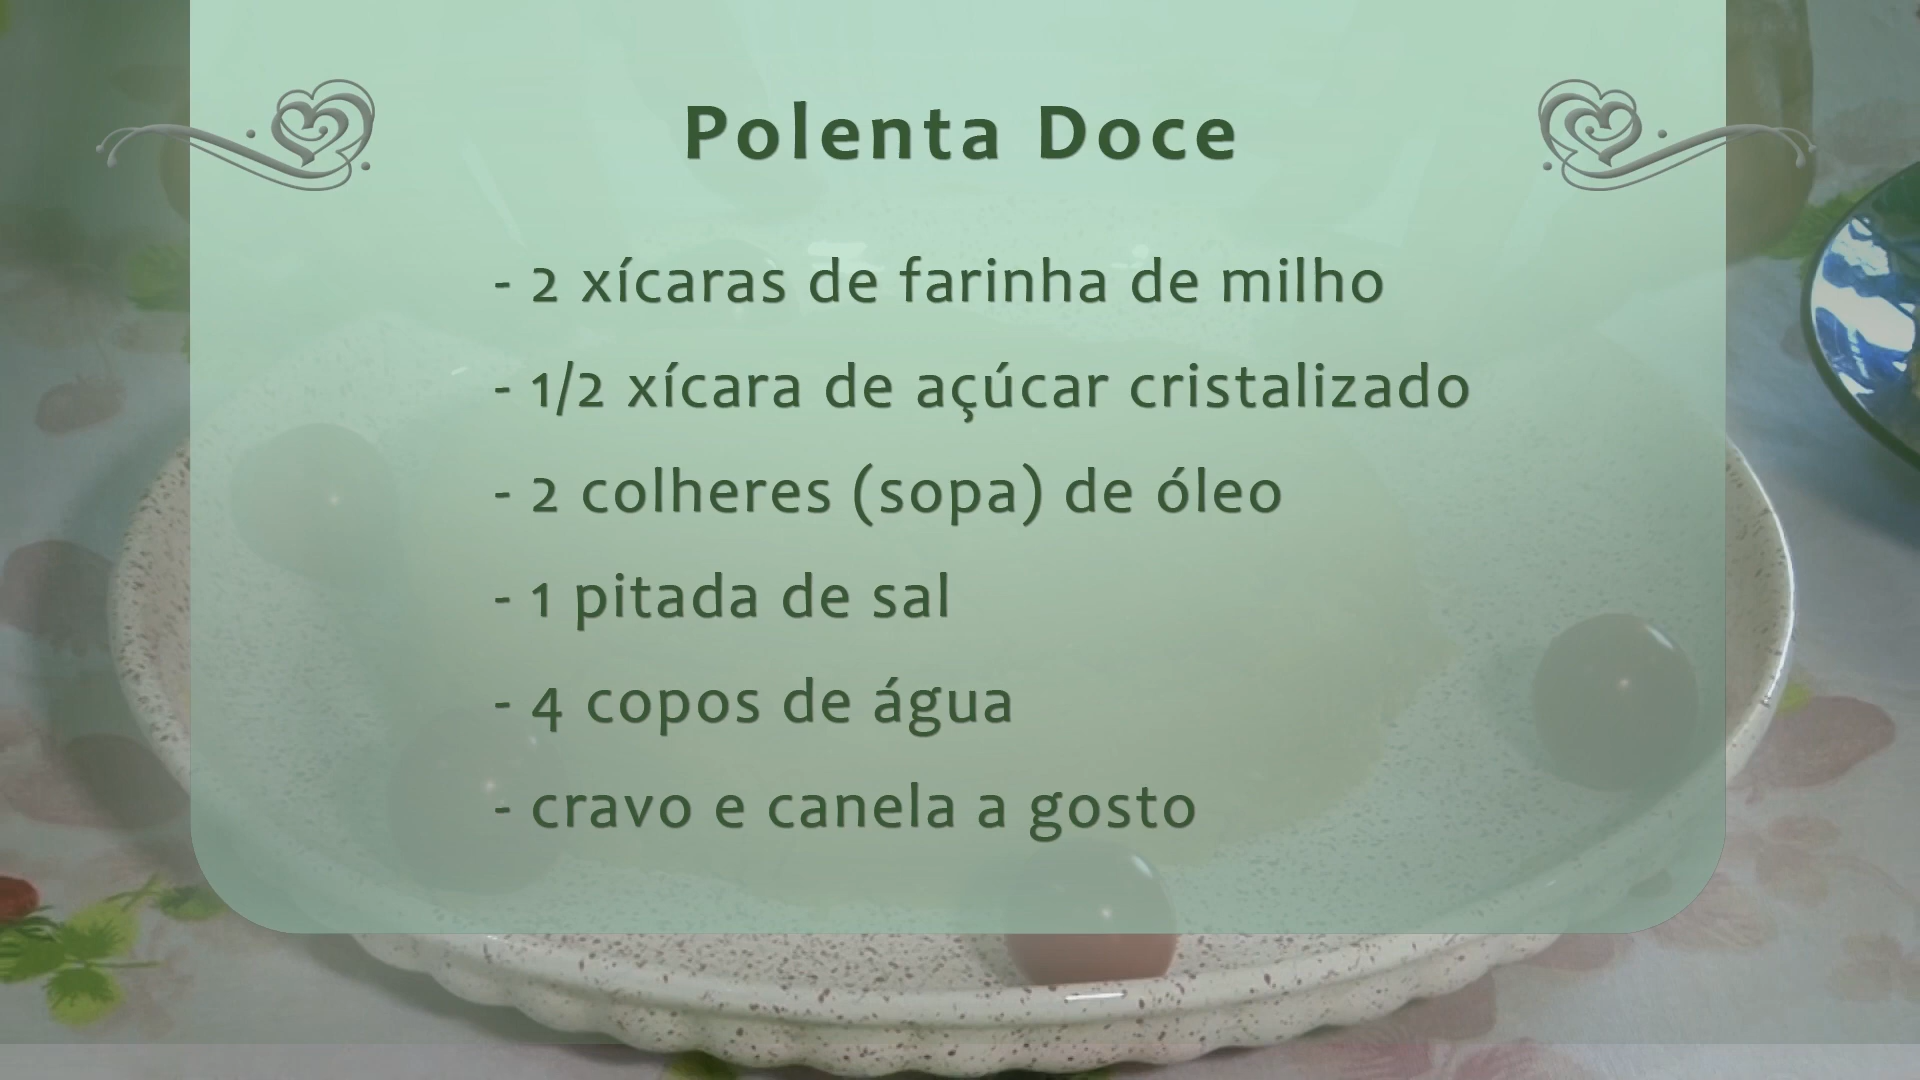 Polenta Doce
- 2 xícaras de farinha de milho
- 1/2 xícara de açúcar cristalizado
- 2 colheres (sopa) de óleo
- 1 pitada de sal
- 4 copos de água
- cravo e canela a gosto